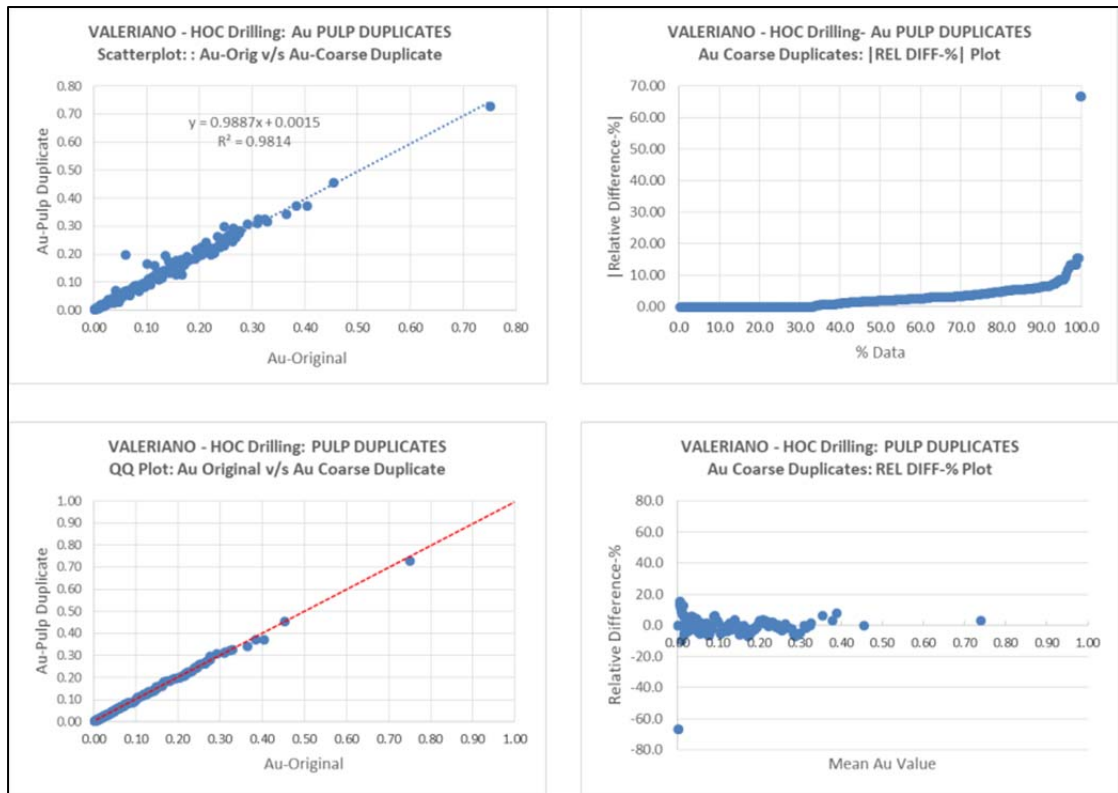 VALERIANO - HOC Drilling: Au PULP DUPLICATES
Scatterplot: : Au-Orig v/s Au-Coarse Duplicate
0.80
0.70
0.60
0.50
0.40
0.30
0.20
0.10
0.00
Au-Pulp Duplicate
y = 0.9887x + 0.0015
R² = 0.9814
0.00 0.10 0.20 0.30 0.40 0.50 0.60 0.70 0.80
Au-Original
VALERIANO - HOC Drilling- Au PULP DUPLICATES
Au Coarse Duplicates: |REL DIFF-%| Plot
70.00
60.00
50.00
40.00
30.00
20.00
10.00
0.00
|Relative Difference-%|
0.0 10.0 20.0 30.0 40.0 50.0 60.0 70.0 80.0 90.0 100.0
% Data
VALERIANO - HOC Drilling: PULP DUPLICATES
QQ Plot: Au Original v/s Au Coarse Duplicate
1.00
0.90
0.80
0.70
0.60
0.50
0.40
0.30
0.20
0.10
0.00
Au-Pulp Duplicate
0.00 0.10 0.20 0.30 0.40 0.50 0.60 0.70 0.80 0.90 1.00
Au-Original
VALERIANO - HOC Drilling: PULP DUPLICATES
Au Coarse Duplicates: REL DIFF-% Plot
80.0
60.0
40.0
20.0
0.0
-20.0
-40.0
-60.0
-80.0
Relative Difference-%
0.00 0.10 0.20 0.30 0.40 0.50 0.60 0.70 0.80 0.90 1.00
Mean Au Value